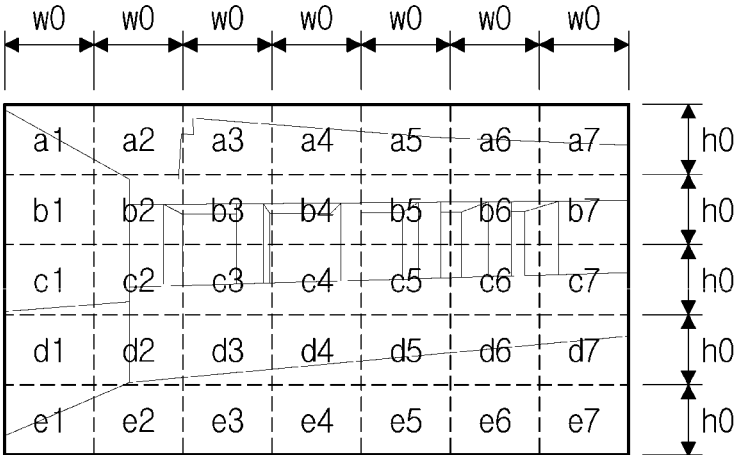 w0 w0 w0 w0 w0 w0 w0
a1 a2 a3 a4 a5 a6 a7 h0
b1 b2 b3 b4 b5 b6 b7 h0
c1 c2 c3 c4 c5 c6 c7 h0
d1 d2 d3 d4 d5 d6 d7 h0
e1 e2 e3 e4 e5 e6 e7 h0